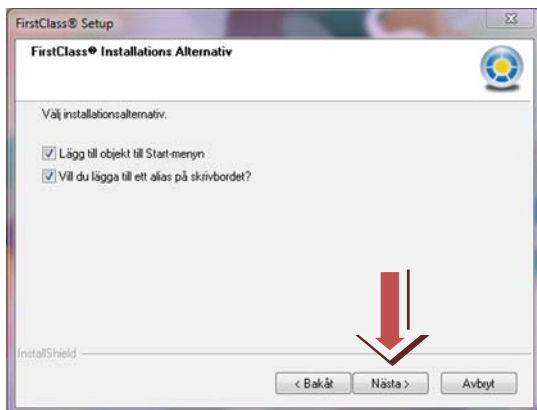 FirstClass® Setup
FirstClass® Installations Alternativ
Välj installationsalternativ.
Lägg till objekt till Start-menyn
Vill du lägga till ett alias på skrivbordet?
InstallShield
< Bakåt Nästa > Avbryt